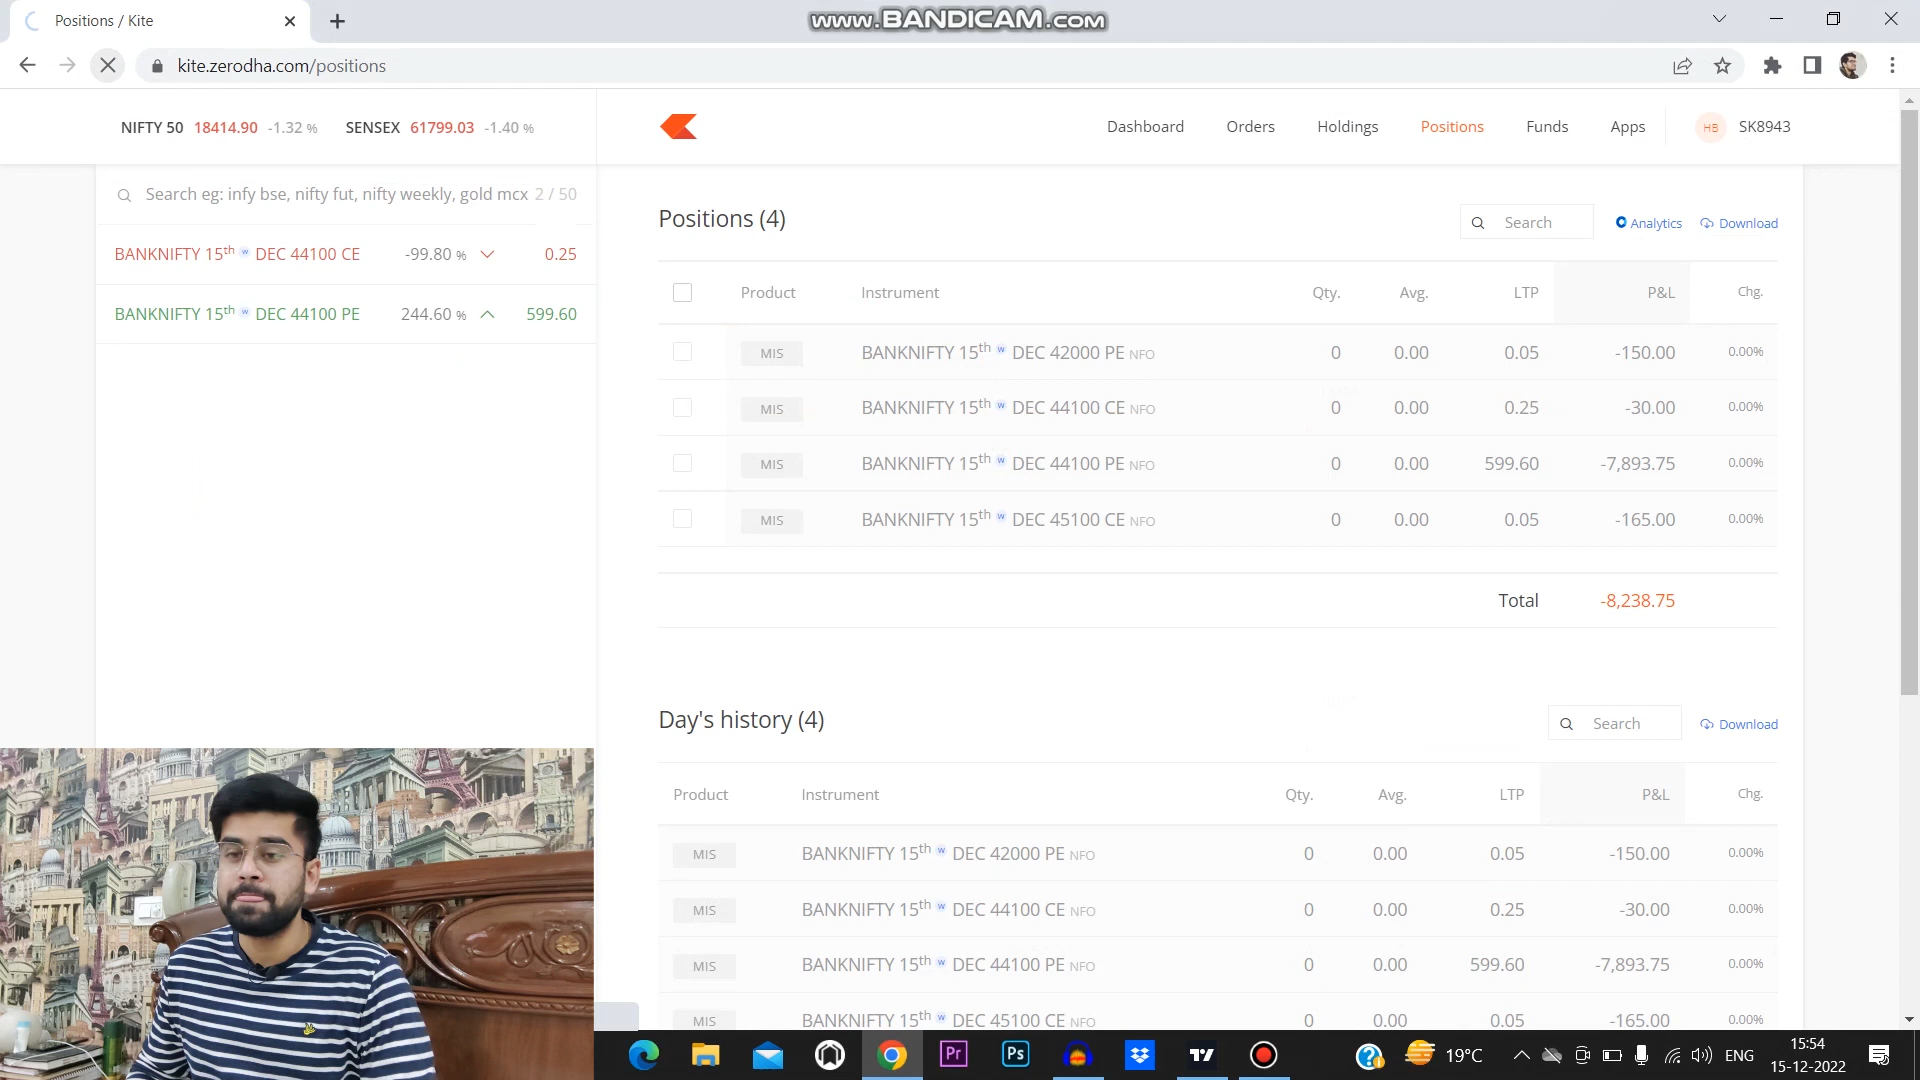 Positions / Kite
www.BANDICAM.com
kite.zerodha.com/positions
NIFTY 50 18414.90 -1.32 % SENSEX 61799.03 -1.40 %
Dashboard Orders Holdings Positions Funds Apps HB SK8943
Search eg: infy bse, nifty fut, nifty weekly, gold mcx 2 / 50
BANKNIFTY 15th w DEC 44100 CE -99.80 % 0.25
BANKNIFTY 15th w DEC 44100 PE 244.60 % 599.60
Positions (4) Search Analytics Download
Product Instrument Qty. Avg. LTP P&L Chg.
MIS BANKNIFTY 15th w DEC 42000 PE NFO 0 0.00 0.05 -150.00 0.00%
MIS BANKNIFTY 15th w DEC 44100 CE NFO 0 0.00 0.25 -30.00 0.00%
MIS BANKNIFTY 15th w DEC 44100 PE NFO 0 0.00 599.60 -7,893.75 0.00%
MIS BANKNIFTY 15th w DEC 45100 CE NFO 0 0.00 0.05 -165.00 0.00%
Total -8,238.75
Day's history (4) Search Download
Product Instrument Qty. Avg. LTP P&L Chg.
MIS BANKNIFTY 15th w DEC 42000 PE NFO 0 0.00 0.05 -150.00 0.00%
MIS BANKNIFTY 15th w DEC 44100 CE NFO 0 0.00 0.25 -30.00 0.00%
MIS BANKNIFTY 15th w DEC 44100 PE NFO 0 0.00 599.60 -7,893.75 0.00%
MIS BANKNIFTY 15th w DEC 45100 CE NFO 0 0.00 0.05 -165.00 0.00%
Pr Ps 19°C ENG 15:54
15-12-2022